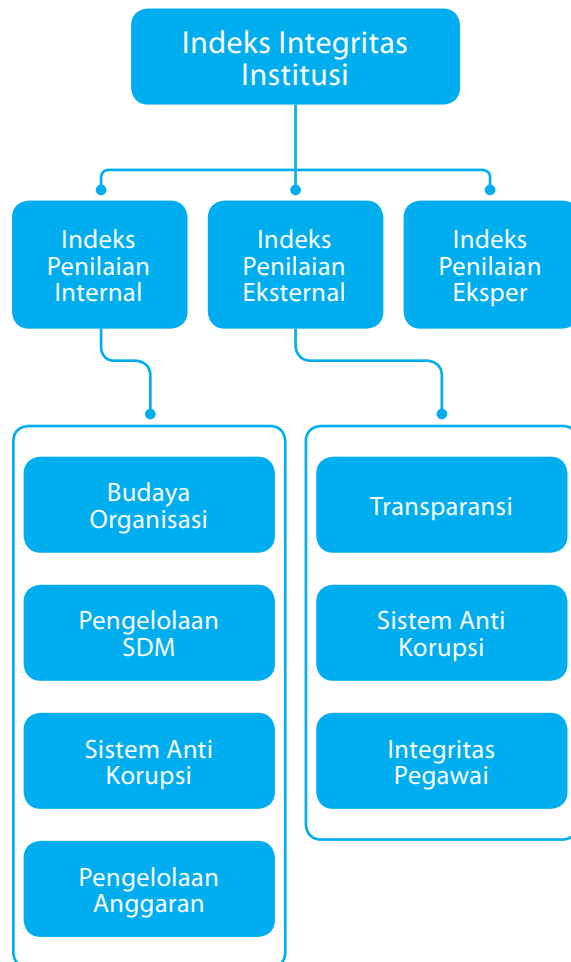 Indeks Integritas
Institusi
Indeks
Penilaian
Internal
Indeks
Penilaian
Eksternal
Indeks
Penilaian
Eksper
Budaya
Organisasi
Pengelolaan
SDM
Sistem Anti
Korupsi
Pengelolaan
Anggaran
Transparansi
Sistem Anti
Korupsi
Integritas
Pegawai